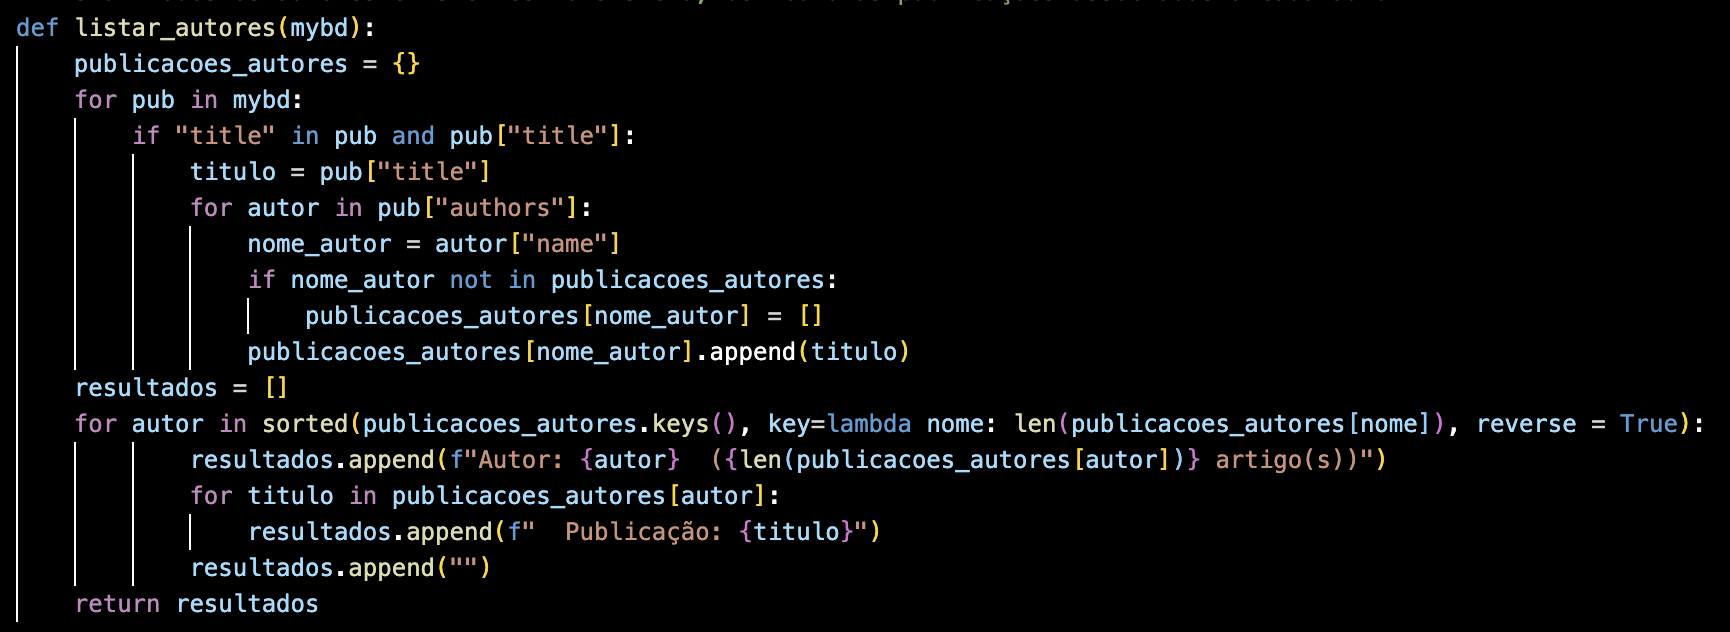 def listar_autores(mybd):
    publicacoes_autores = {}
    for pub in mybd:
        if "title" in pub and pub["title"]:
            titulo = pub["title"]
            for autor in pub["authors"]:
                nome_autor = autor["name"]
                if nome_autor not in publicacoes_autores:
                    publicacoes_autores[nome_autor] = []
                publicacoes_autores[nome_autor].append(titulo)
    resultados = []
    for autor in sorted(publicacoes_autores.keys(), key=lambda nome: len(publicacoes_autores[nome]), reverse = True):
            resultados.append(f"Autor: {autor}  ({len(publicacoes_autores[autor])} artigo(s))")
            for titulo in publicacoes_autores[autor]:
                resultados.append(f"  Publicação: {titulo}")
            resultados.append("")
    return resultados